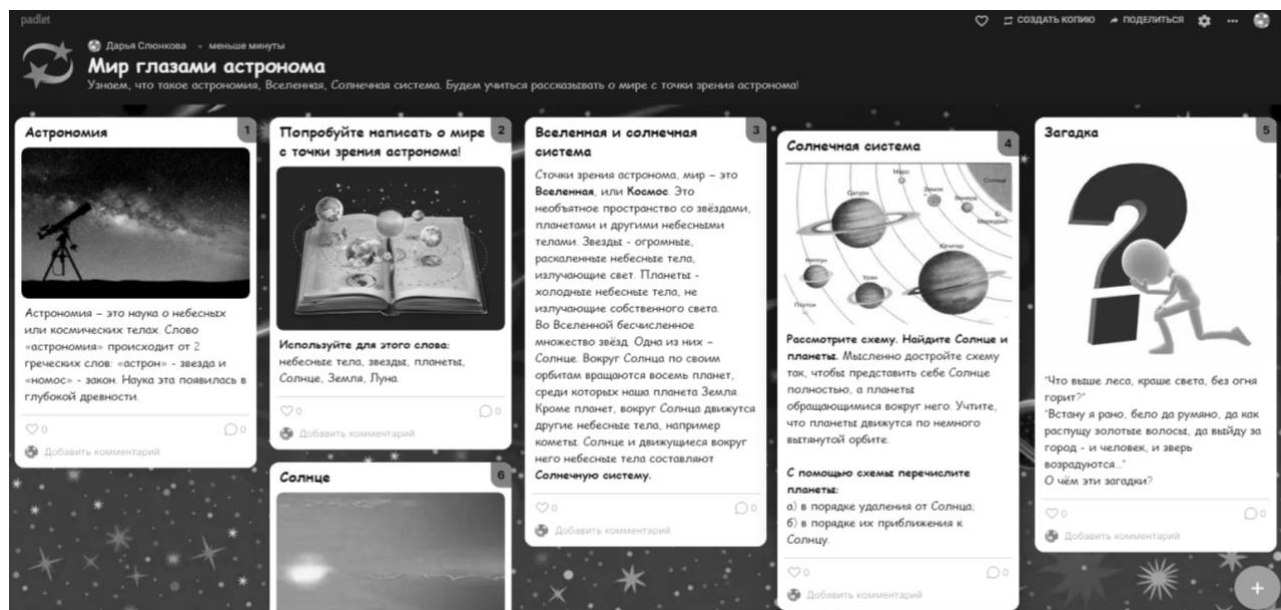 padlet
СОЗДАТЬ КОПИЮ
ПОДЕЛИТЬСЯ
Дарья Слюнкова • меньше минуты
Мир глазами астронома
Узнаем, что такое астрономия, Вселенная, Солнечная система. Будем учиться рассказывать о мире с точки зрения астронома!
Астрономия
1
Астрономия – это наука о небесных
или космических телах. Слово
«астрономия» происходит от 2
греческих слов: «астрон» - звезда и
«номос» - закон. Наука эта появилась в
глубокой древности.
0
0
Добавить комментарий
Попробуйте написать о мире
с точки зрения астронома!
2
Используйте для этого слова:
небесные тела, звезды, планеты,
Солнце, Земля, Луна.
0
0
Добавить комментарий
Вселенная и солнечная
система
3
Сточки зрения астронома, мир – это
Вселенная, или Космос. Это
необъятное пространство со звёздами,
планетами и другими небесными
телами. Звезды - огромные,
раскаленные небесные тела,
излучающие свет. Планеты -
холодные небесные тела, не
излучающие собственного света.
Во Вселенной бесчисленное
множество звёзд. Одна из них –
Солнце. Вокруг Солнца по своим
орбитам вращаются восемь планет,
среди которых наша планета Земля.
Кроме планет, вокруг Солнца движутся
другие небесные тела, например
кометы. Солнце и движущиеся вокруг
него небесные тела составляют
Солнечную систему.
0
0
Добавить комментарий
Солнечная система
4
Марс
Солнце
Сатурн
Земля
Венера
Меркурий
Юпитер
Нептун
Уран
Плутон
Рассмотрите схему. Найдите Солнце и
планеты. Мысленно достройте схему
так, чтобы представить себе Солнце
полностью, а планеты
обращающимися вокруг него. Учтите,
что планеты движутся по немного
вытянутой орбите.
С помощью схемы перечислите
планеты:
а) в порядке удаления от Солнца;
б) в порядке их приближения к
Солнцу.
0
0
Добавить комментарий
Загадка
5
"Что выше леса, краше света, без огня
горит?"
"Встану я рано, бело да румяно, да как
распущу золотые волосы, да выйду за
город - и человек, и зверь
возрадуются..."
О чём эти загадки?
0
0
Добавить комментарий
Солнце
6